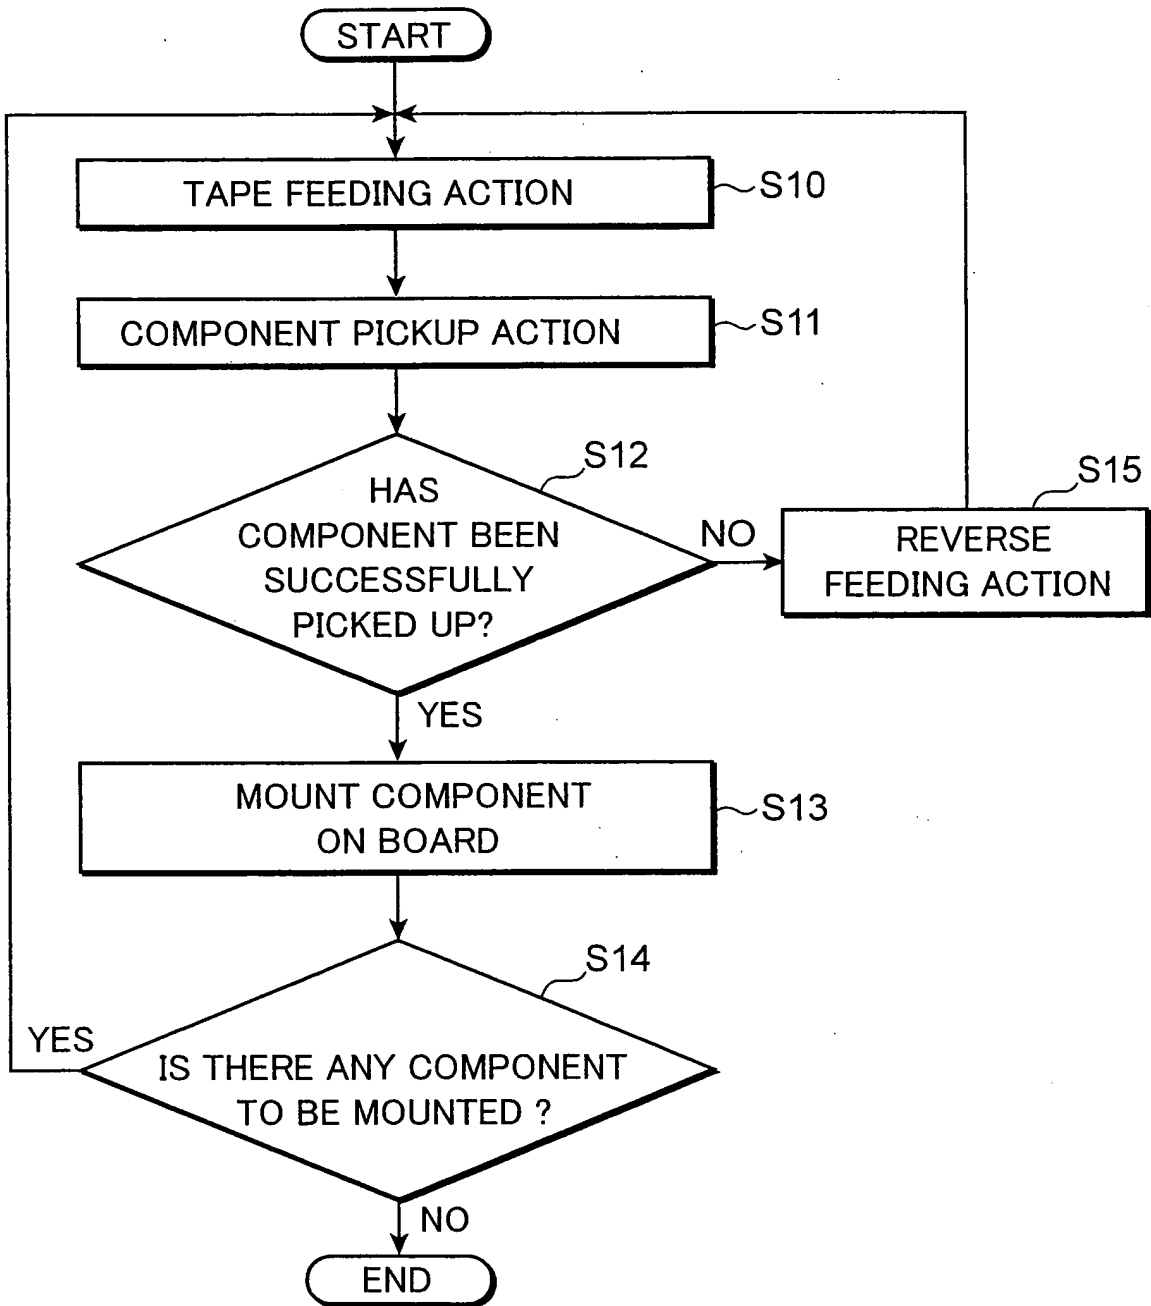 START
TAPE FEEDING ACTION
S10
COMPONENT PICKUP ACTION
S11
S12
HAS
COMPONENT BEEN
SUCCESSFULLY
PICKED UP?
NO
S15
REVERSE
FEEDING ACTION
YES
MOUNT COMPONENT
ON BOARD
S13
S14
YES
IS THERE ANY COMPONENT
TO BE MOUNTED ?
NO
END